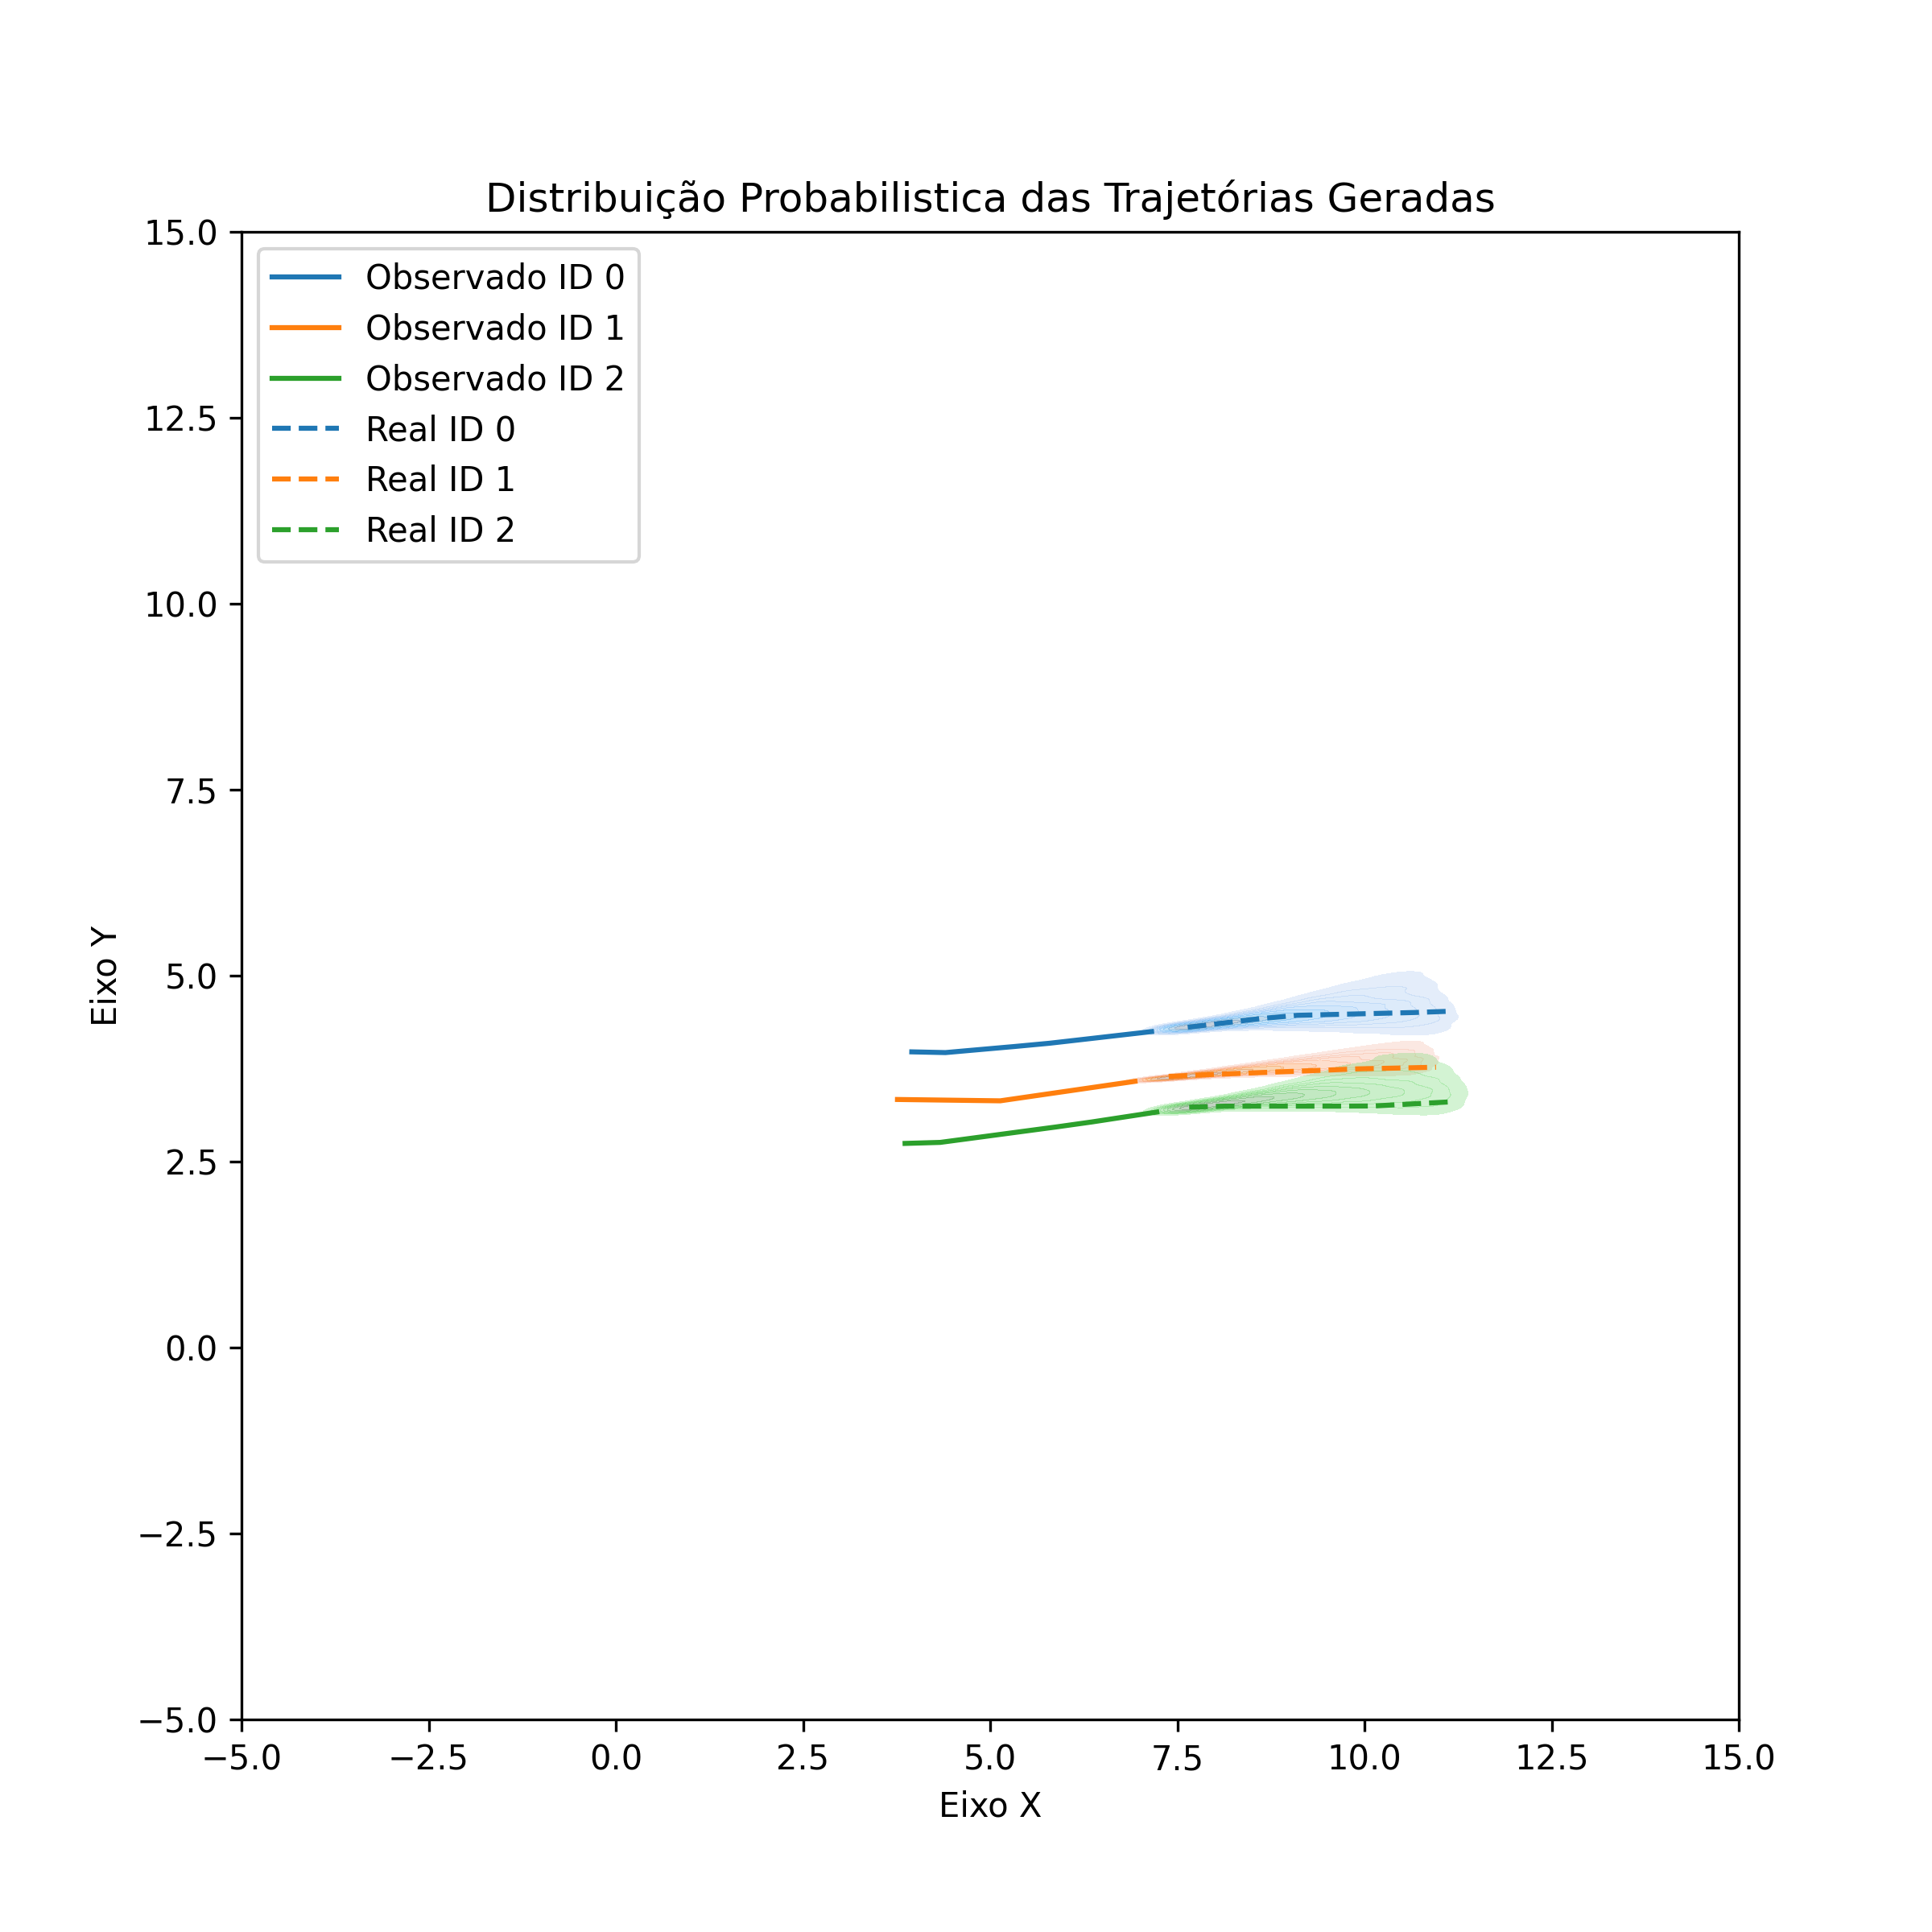 Distribuição Probabilistica das Trajetórias Geradas
15.0
12.5
10.0
7.5
5.0
2.5
0.0
−2.5
−5.0
Eixo Y
Observado ID 0
Observado ID 1
Observado ID 2
Real ID 0
Real ID 1
Real ID 2
−5.0 −2.5 0.0 2.5 5.0 7.5 10.0 12.5 15.0
Eixo X